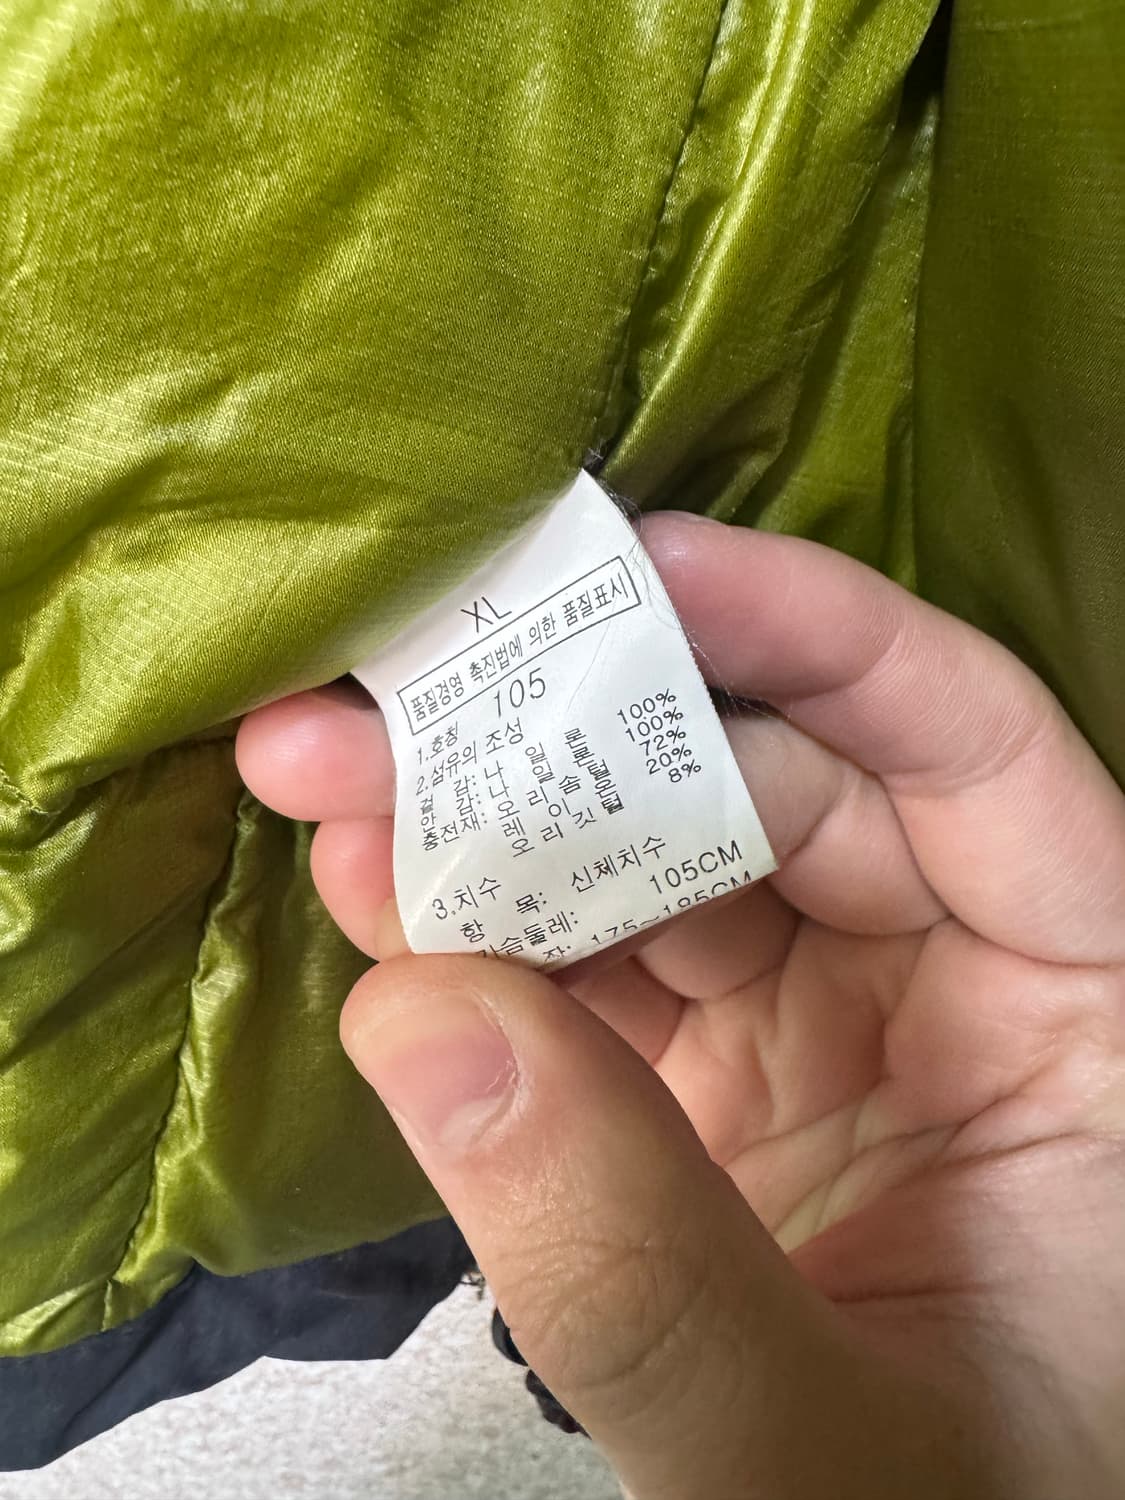 XL
품질경영 촉진법에 의한 품질표시
1.호칭 105
2.섬유의 조성
겉 감: 나 일 론 100%
안 감: 나 일 론 100%
충전재: 오 리 솜 털 72%
레 이 온 20%
오 리 깃 털 8%
3.치수
항 목: 신체치수
가슴둘레: 105CM
장: 175~185CM